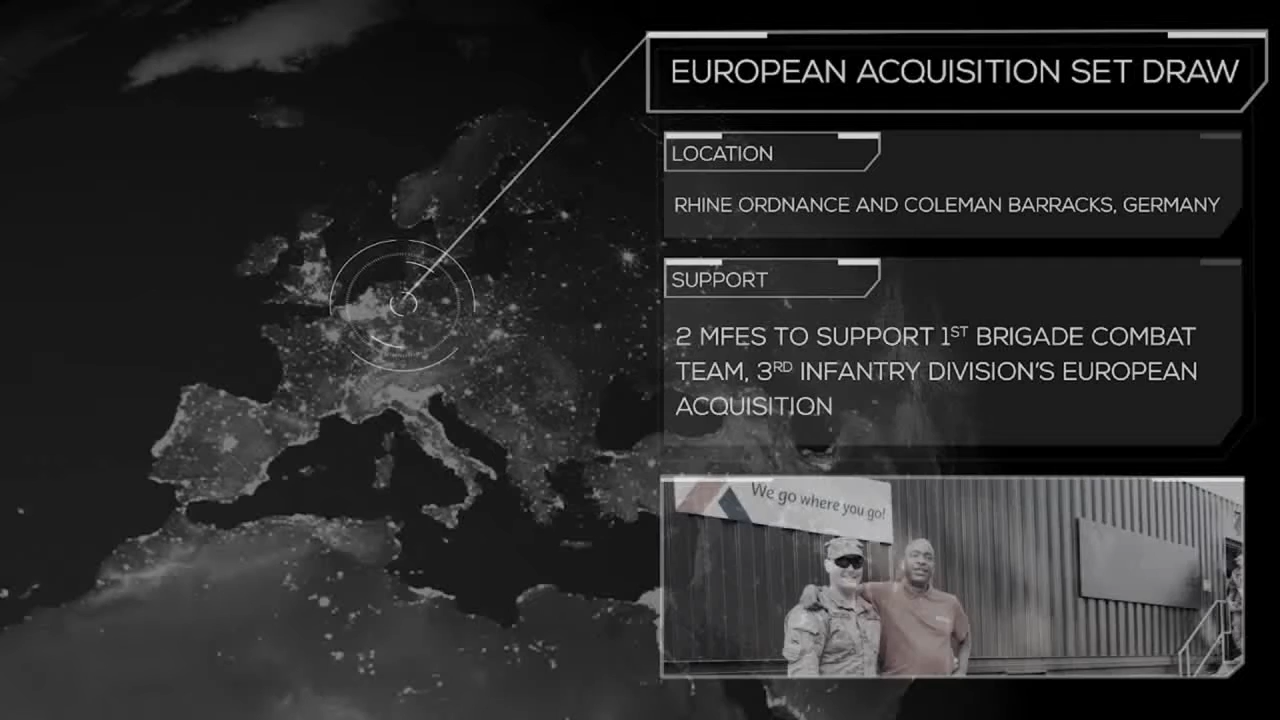 EUROPEAN ACQUISITION SET DRAW
LOCATION
RHINE ORDNANCE AND COLEMAN BARRACKS, GERMANY
SUPPORT
2 MFES TO SUPPORT 1ST BRIGADE COMBAT
TEAM, 3RD INFANTRY DIVISION'S EUROPEAN
ACQUISITION
We go where you go!